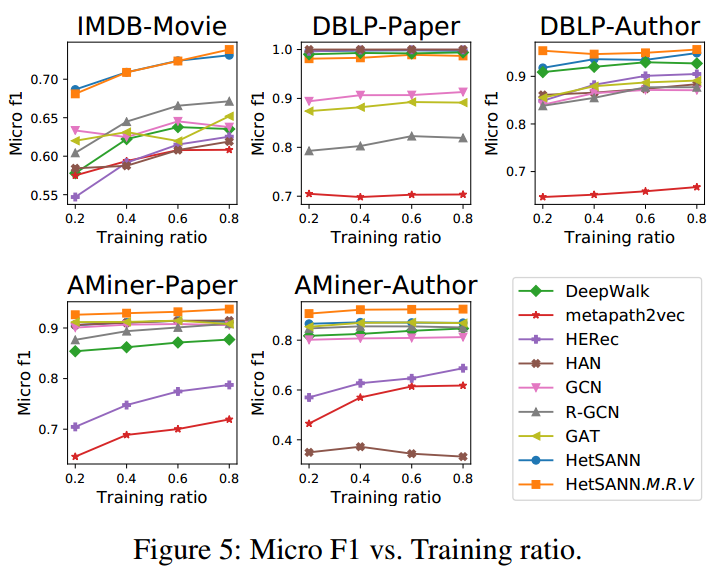 IMDB-Movie
Micro f1
0.70
0.65
0.60
0.55
0.2 0.4 0.6 0.8
Training ratio
DBLP-Paper
Micro f1
1.0
0.9
0.8
0.7
0.2 0.4 0.6 0.8
Training ratio
DBLP-Author
Micro f1
0.9
0.8
0.7
0.2 0.4 0.6 0.8
Training ratio
AMiner-Paper
Micro f1
0.9
0.8
0.7
0.2 0.4 0.6 0.8
Training ratio
AMiner-Author
Micro f1
0.8
0.6
0.4
0.2 0.4 0.6 0.8
Training ratio
DeepWalk
metapath2vec
HERec
HAN
GCN
R-GCN
GAT
HetSANN
HetSANN.M.R.V
Figure 5: Micro F1 vs. Training ratio.